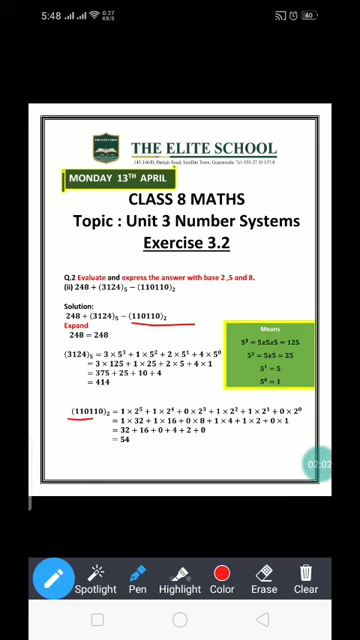 5:48
0.27
KB/S
40
THE ELITE SCHOOL
MONDAY 13TH APRIL
CLASS 8 MATHS
Topic : Unit 3 Number Systems
Exercise 3.2
Q.2 Evaluate and express the answer with base 2 ,5 and 8.
(ii) 248 + (3124)₅ − (110110)₂
Solution:
248 + (3124)₅ − (110110)₂
Expand
248 = 248
(3124)₅ = 3 × 5³ + 1 × 5² + 2 × 5¹ + 4 × 5⁰
= 3 × 125 + 1 × 25 + 2 × 5 + 4 × 1
= 375 + 25 + 10 + 4
= 414
Means
5³ = 5x5x5 = 125
5² = 5x5 = 25
5¹ = 5
5⁰ = 1
(110110)₂ = 1 × 2⁵ + 1 × 2⁴ + 0 × 2³ + 1 × 2² + 1 × 2¹ + 0 × 2⁰
= 1 × 32 + 1 × 16 + 0 × 8 + 1 × 4 + 1 × 2 + 0 × 1
= 32 + 16 + 0 + 4 + 2 + 0
= 54
02:02
Spotlight
Pen
Highlight
Color
Erase
Clear